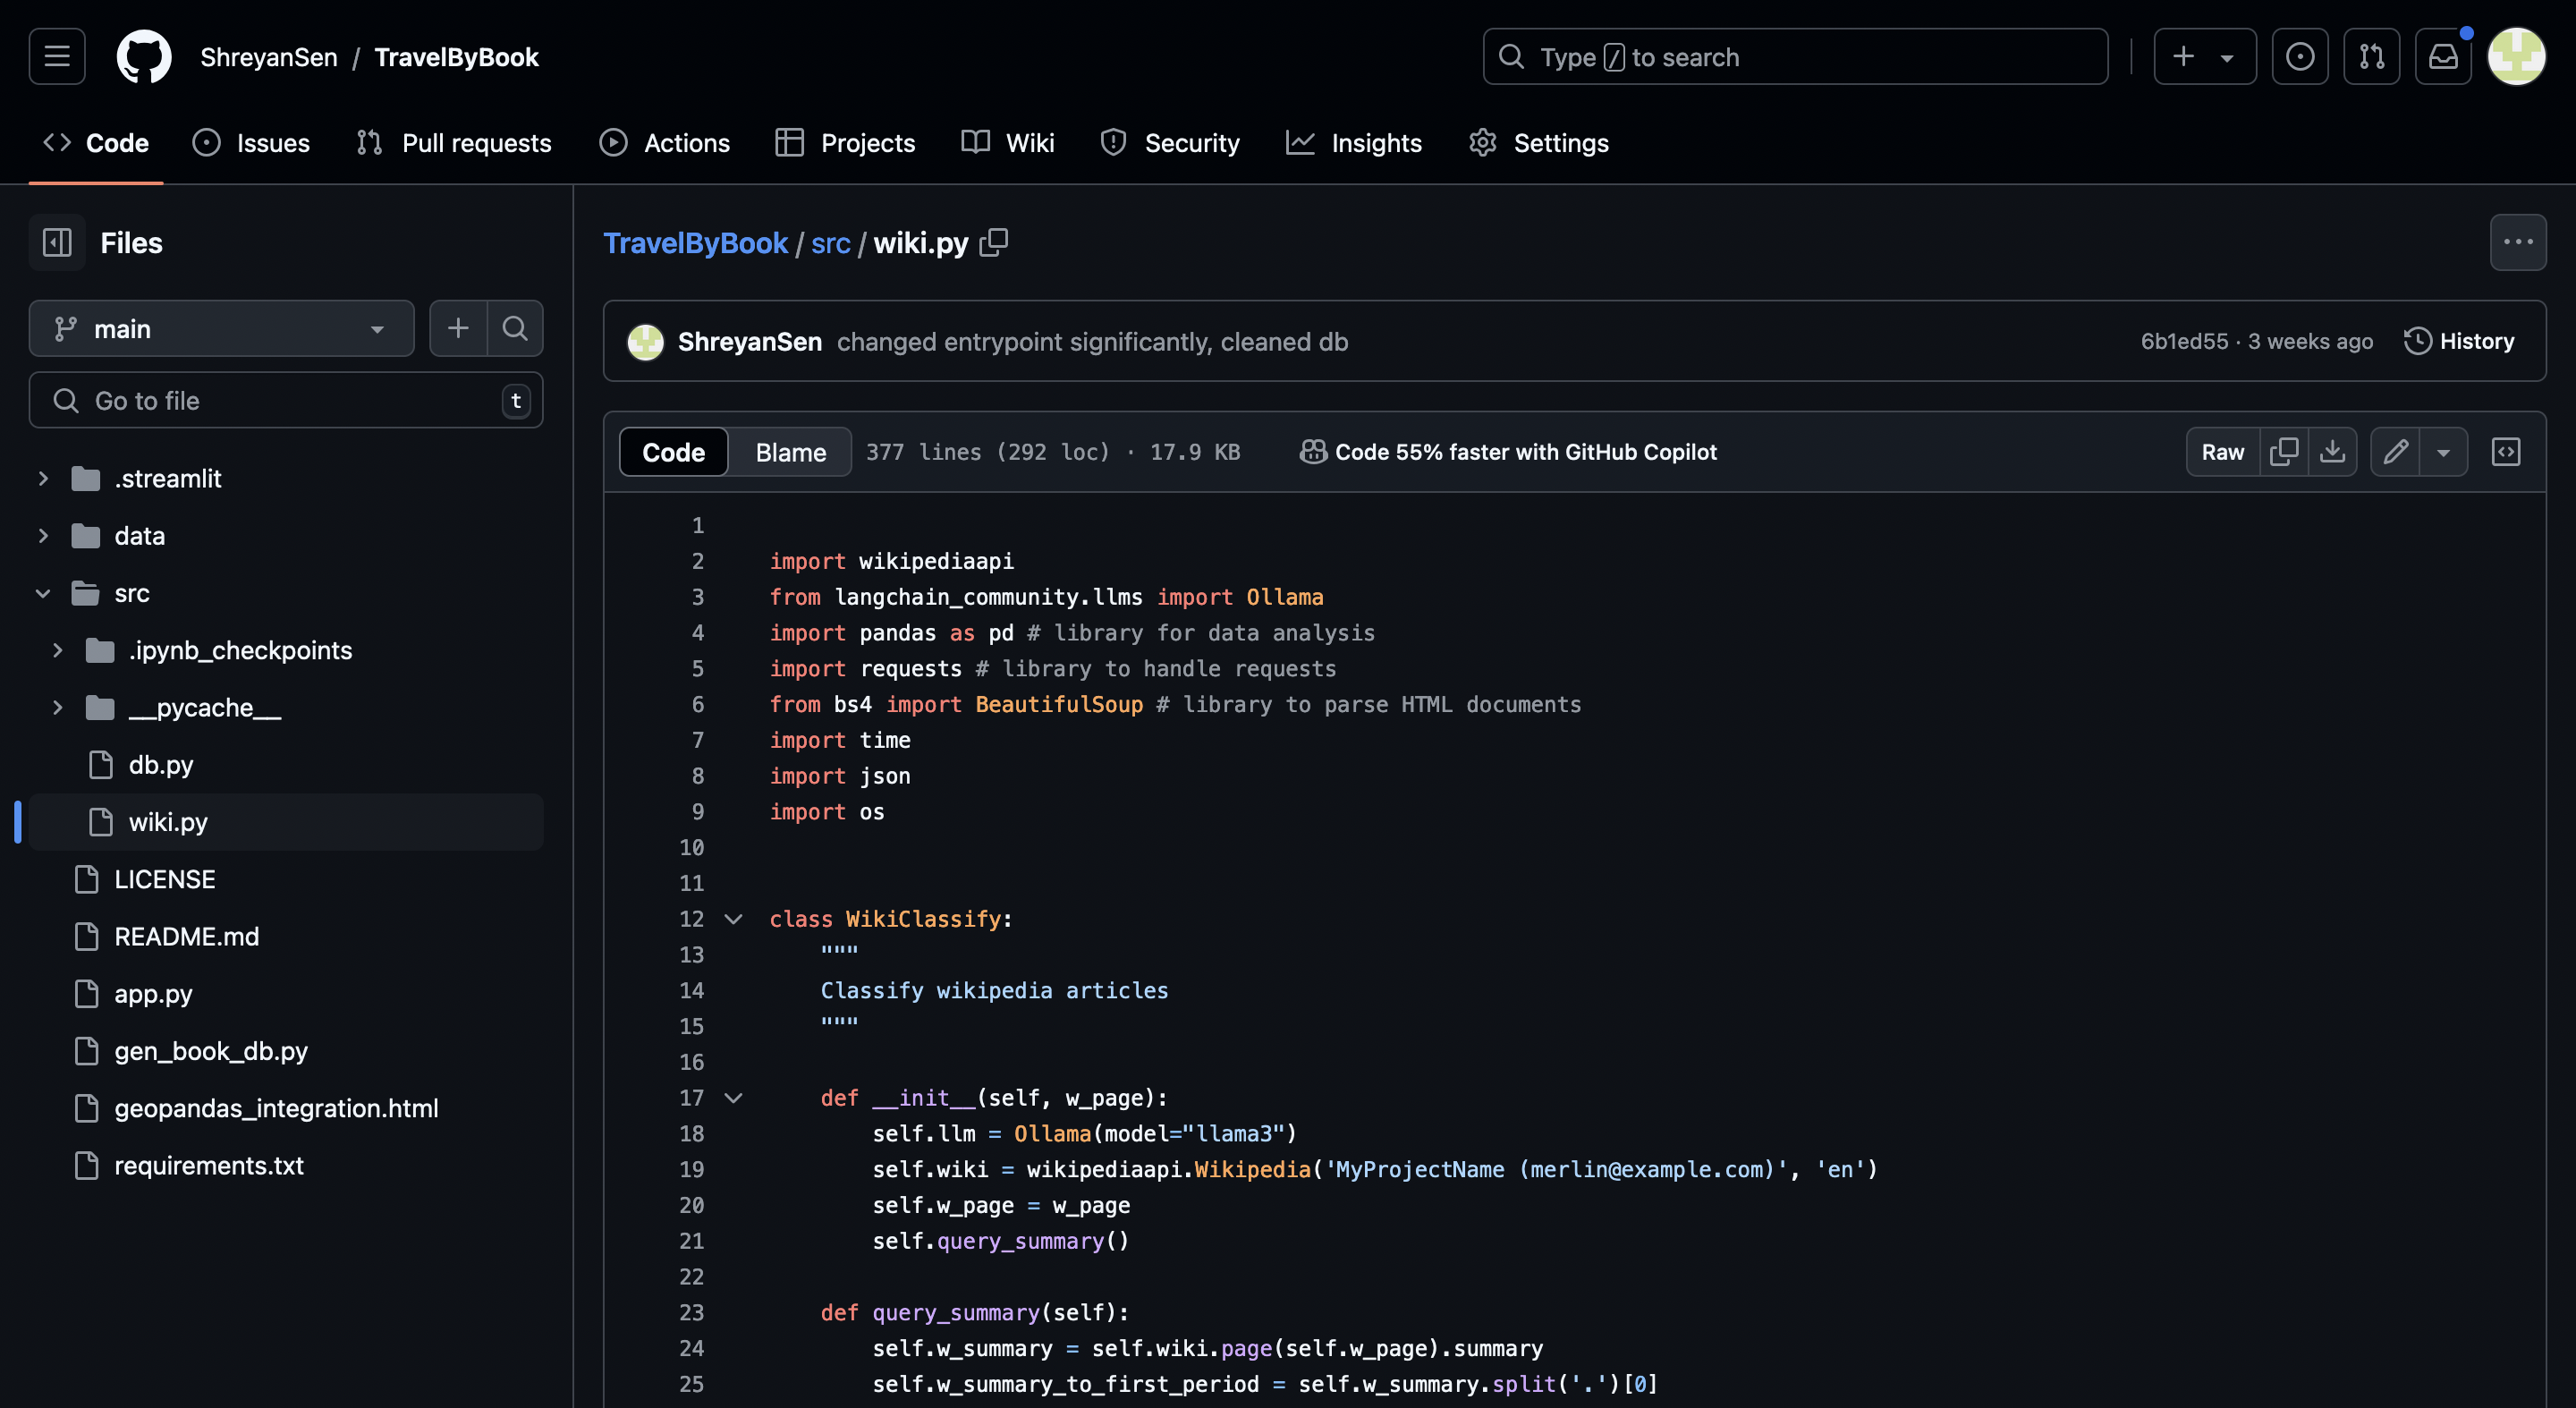 ShreyanSen / TravelByBook
Type / to search
Code
Issues
Pull requests
Actions
Projects
Wiki
Security
Insights
Settings
Files
main
Go to file
t
.streamlit
data
src
.ipynb_checkpoints
__pycache__
db.py
wiki.py
LICENSE
README.md
app.py
gen_book_db.py
geopandas_integration.html
requirements.txt
TravelByBook / src / wiki.py
ShreyanSen changed entrypoint significantly, cleaned db
6b1ed55 · 3 weeks ago
History
Code
Blame
377 lines (292 loc) · 17.9 KB
Code 55% faster with GitHub Copilot
Raw
1
2 import wikipediaapi
3 from langchain_community.llms import Ollama
4 import pandas as pd # library for data analysis
5 import requests # library to handle requests
6 from bs4 import BeautifulSoup # library to parse HTML documents
7 import time
8 import json
9 import os
10
11
12 class WikiClassify:
13     """
14     Classify wikipedia articles
15     """
16
17     def __init__(self, w_page):
18         self.llm = Ollama(model="llama3")
19         self.wiki = wikipediaapi.Wikipedia('MyProjectName (merlin@example.com)', 'en')
20         self.w_page = w_page
21         self.query_summary()
22
23     def query_summary(self):
24         self.w_summary = self.wiki.page(self.w_page).summary
25         self.w_summary_to_first_period = self.w_summary.split('.')[0]